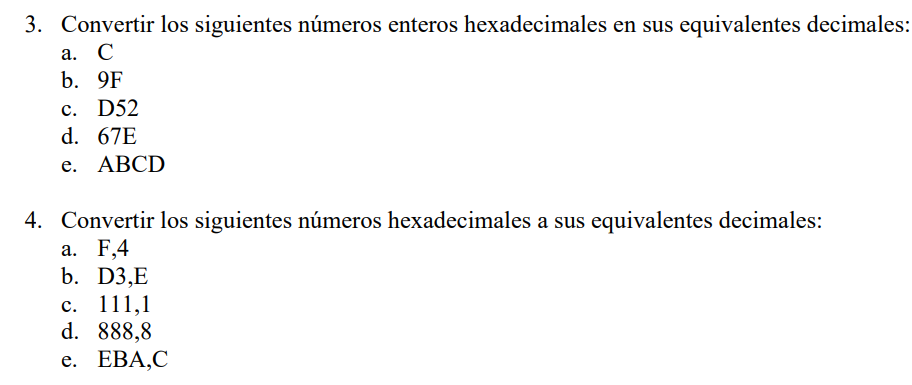 3. Convertir los siguientes números enteros hexadecimales en sus equivalentes decimales:
a. C
b. 9F
c. D52
d. 67E
e. ABCD
4. Convertir los siguientes números hexadecimales a sus equivalentes decimales:
a. F,4
b. D3,E
c. 111,1
d. 888,8
e. EBA,C